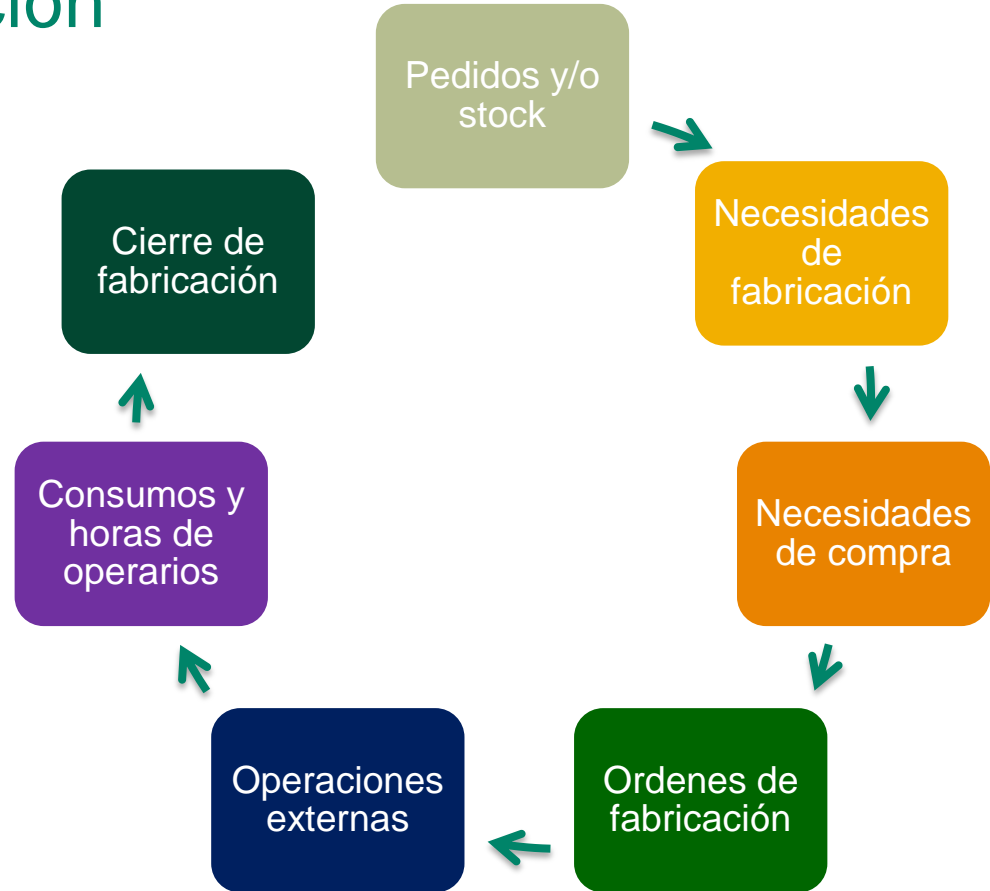 ción
Pedidos y/o
stock
Necesidades
de
fabricación
Necesidades
de compra
Ordenes de
fabricación
Operaciones
externas
Consumos y
horas de
operarios
Cierre de
fabricación